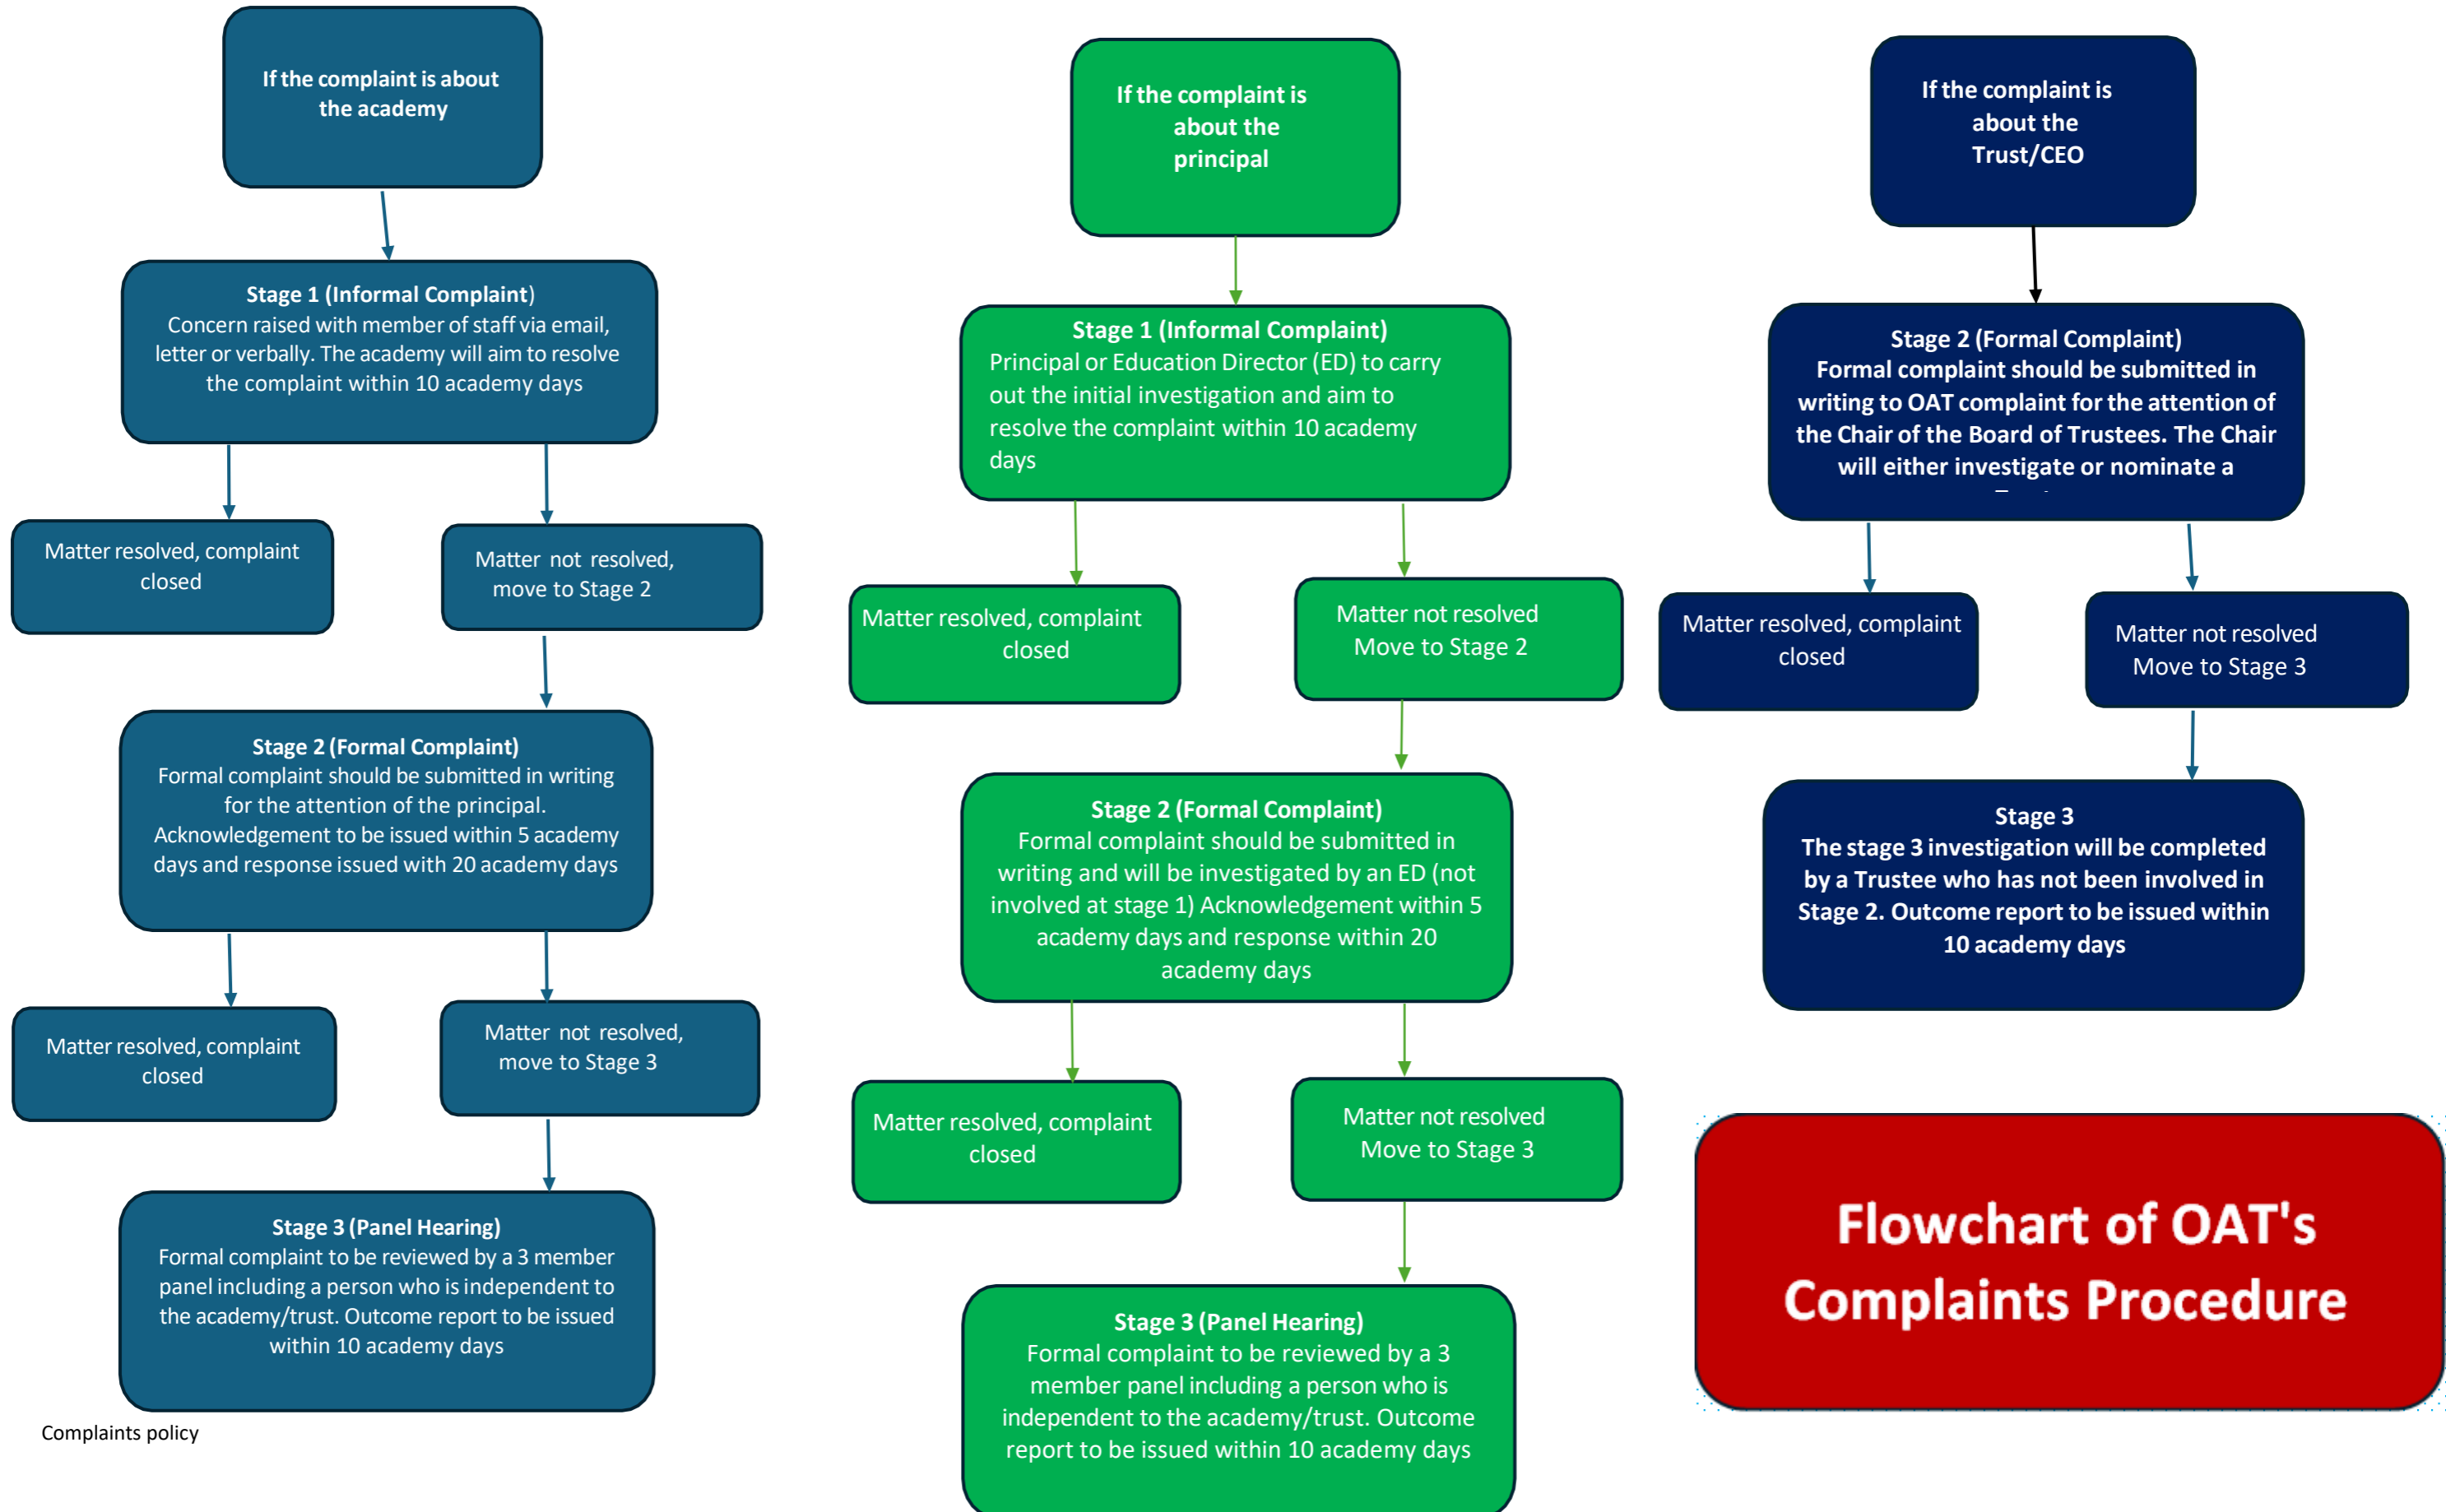 If the complaint is about
the academy
Stage 1 (Informal Complaint)
Concern raised with member of staff via email,
letter or verbally. The academy will aim to resolve
the complaint within 10 academy days
Matter resolved, complaint
closed
Matter not resolved,
move to Stage 2
Stage 2 (Formal Complaint)
Formal complaint should be submitted in writing
for the attention of the principal.
Acknowledgement to be issued within 5 academy
days and response issued with 20 academy days
Matter resolved, complaint
closed
Matter not resolved,
move to Stage 3
Stage 3 (Panel Hearing)
Formal complaint to be reviewed by a 3 member
panel including a person who is independent to
the academy/trust. Outcome report to be issued
within 10 academy days
Complaints policy
If the complaint is
about the
principal
Stage 1 (Informal Complaint)
Principal or Education Director (ED) to carry
out the initial investigation and aim to
resolve the complaint within 10 academy
days
Matter resolved, complaint
closed
Matter not resolved
Move to Stage 2
Stage 2 (Formal Complaint)
Formal complaint should be submitted in
writing and will be investigated by an ED (not
involved at stage 1) Acknowledgement within 5
academy days and response within 20
academy days
Matter resolved, complaint
closed
Matter not resolved
Move to Stage 3
Stage 3 (Panel Hearing)
Formal complaint to be reviewed by a 3
member panel including a person who is
independent to the academy/trust. Outcome
report to be issued within 10 academy days
If the complaint is
about the
Trust/CEO
Stage 2 (Formal Complaint)
Formal complaint should be submitted in
writing to OAT complaint for the attention of
the Chair of the Board of Trustees. The Chair
will either investigate or nominate a
Matter resolved, complaint
closed
Matter not resolved
Move to Stage 3
Stage 3
The stage 3 investigation will be completed
by a Trustee who has not been involved in
Stage 2. Outcome report to be issued within
10 academy days
Flowchart of OAT's
Complaints Procedure